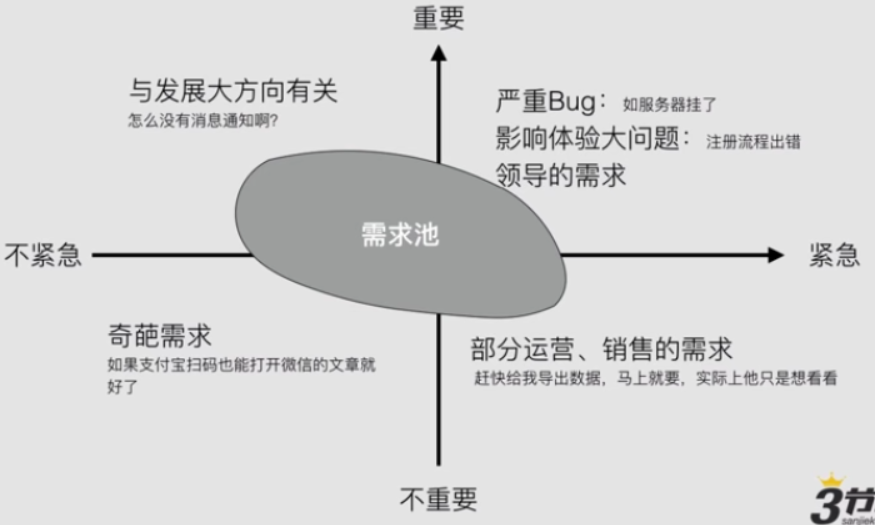 重要
与发展大方向有关
怎么没有消息通知啊？
严重Bug：如服务器挂了
影响体验大问题：注册流程出错
领导的需求
需求池
不紧急
紧急
奇葩需求
如果支付宝扫码也能打开微信的文章就
好了
部分运营、销售的需求
赶快给我导出数据，马上就要，实际上他只是想看看
不重要
3节